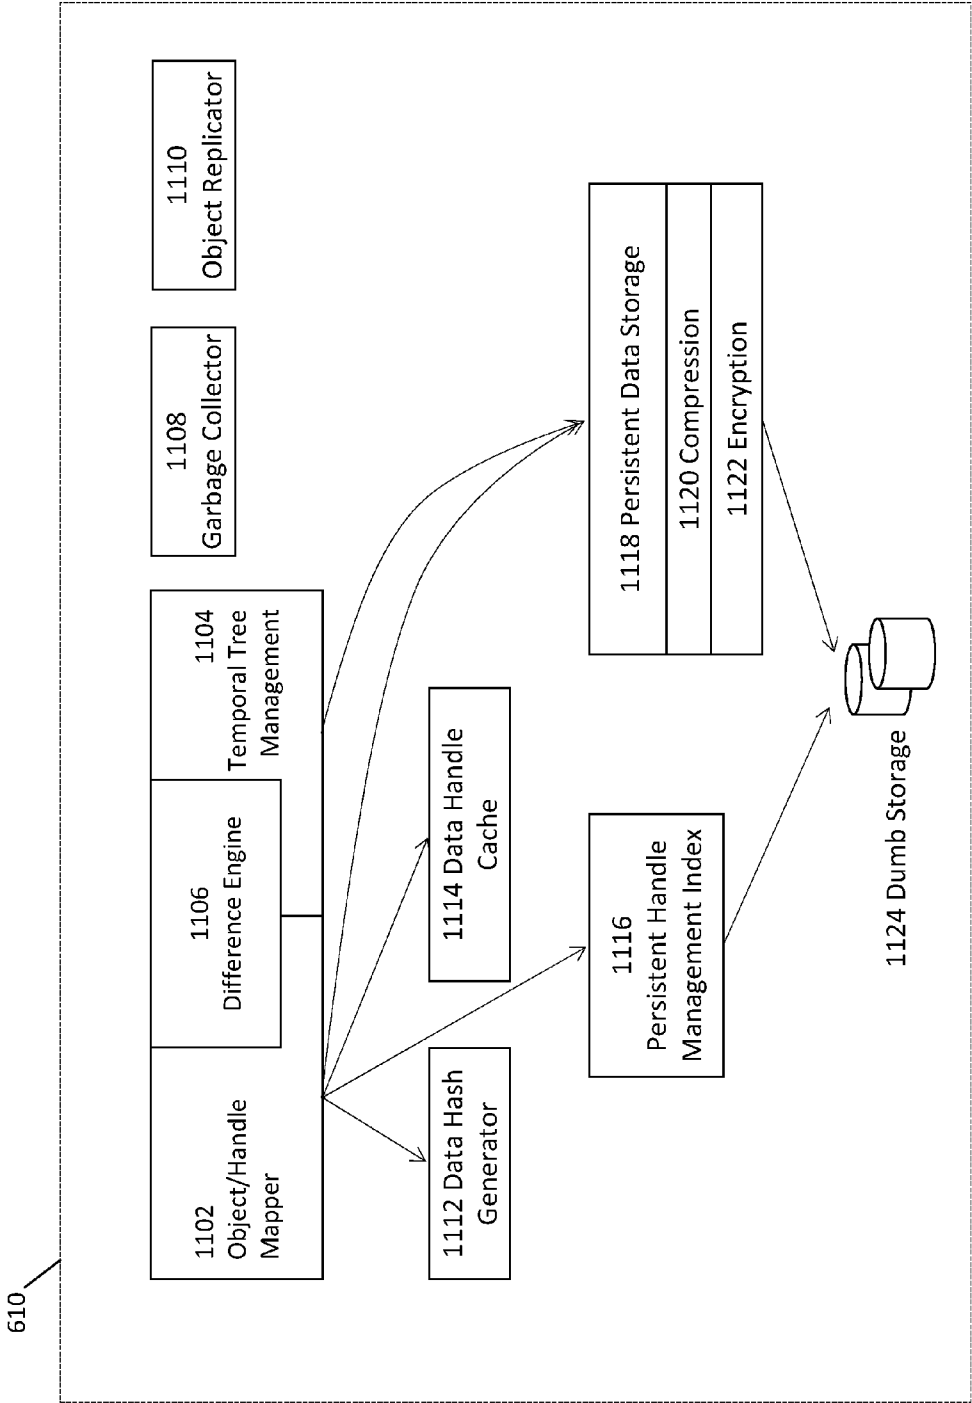 610
1102
Object/Handle
Mapper
1106
Difference Engine
1104
Temporal Tree
Management
1108
Garbage Collector
1110
Object Replicator
1112 Data Hash
Generator
1114 Data Handle
Cache
1116
Persistent Handle
Management Index
1118 Persistent Data Storage
1120 Compression
1122 Encryption
1124 Dumb Storage